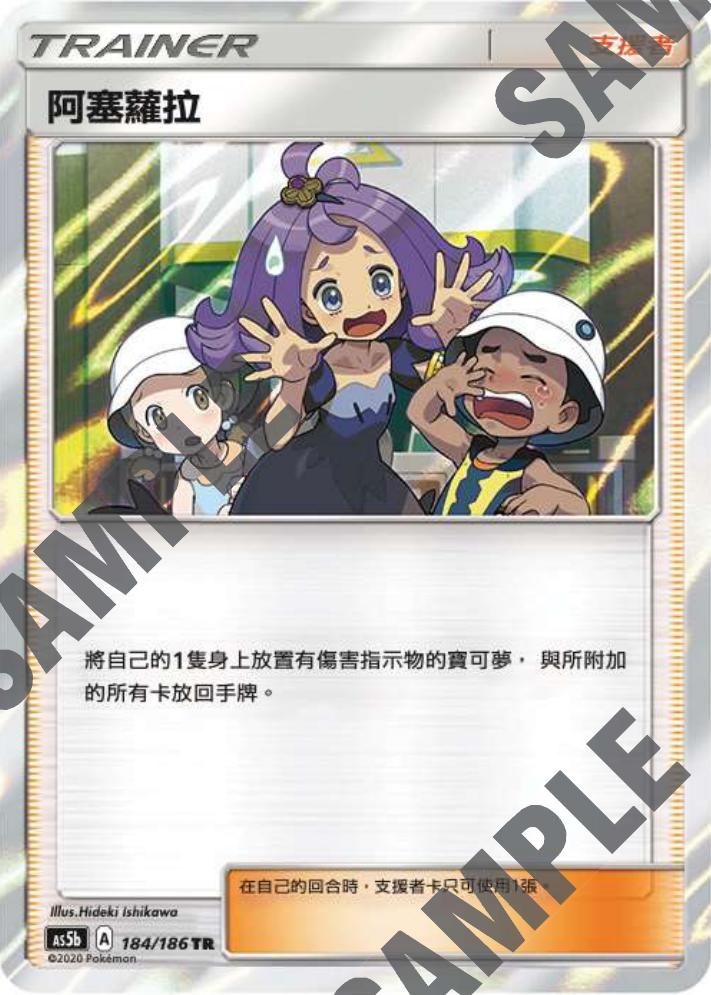 TRAINER
支援者
阿塞蘿拉
SAMPLE
SAMPLE
將自己的1隻身上放置有傷害指示物的寶可夢， 與所附加
的所有卡放回手牌。
在自己的回合時，支援者卡只可使用1張。
Illus.Hideki Ishikawa
AS5b A 184/186 TR
©2020 Pokémon
SAMPLE